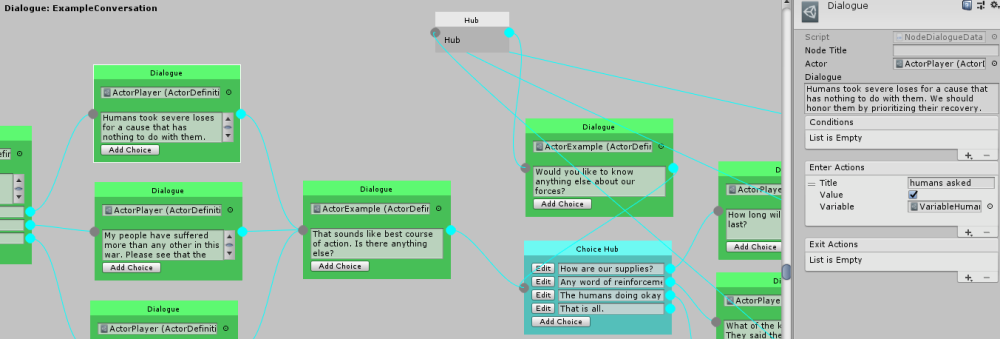 Dialogue: ExampleConversation
Hub
Hub
Dialogue
ActorPlayer (ActorDefiniti
Humans took severe loses
for a cause that has
nothing to do with them.
Add Choice
Dialogue
ActorPlayer (ActorDefiniti
My people have suffered
more than any other in this
war. Please see that the
Add Choice
Dialogue
ActorPlayer (ActorDefiniti
Dialogue
ActorExample (ActorDefir
That sounds like best course
of action. Is there anything
else?
Add Choice
Dialogue
ActorExample (ActorDefir
Would you like to know
anything else about our
forces?
Add Choice
Choice Hub
Edit How are our supplies?
Edit Any word of reinforceme
Edit The humans doing okay
Edit That is all.
Add Choice
D
ActorPlaye
How long wil
last?
Add Choice
D
ActorPlaye
What of the k
They said the
Dialogue
Script NodeDialogueData
Node Title
Actor ActorPlayer (ActorD
Dialogue
Humans took severe loses for a cause that
has nothing to do with them. We should
honor them by prioritizing their recovery.
Conditions
List is Empty
Enter Actions
Title humans asked
Value
Variable VariableHuma
Exit Actions
List is Empty